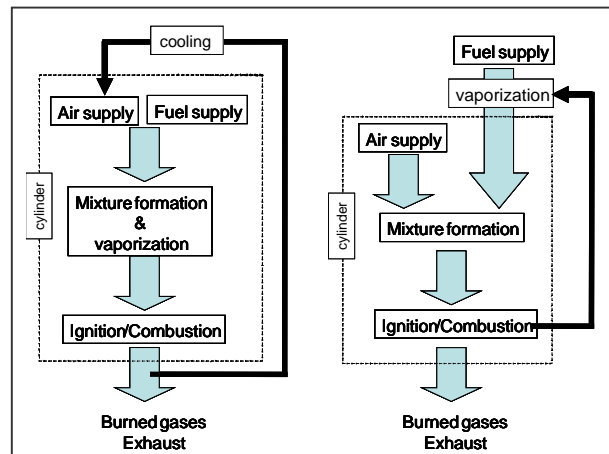 cooling
Air supply
Fuel supply
cylinder
Mixture formation
&
vaporization
Ignition/Combustion
Burned gases
Exhaust
Fuel supply
vaporization
Air supply
cylinder
Mixture formation
Ignition/Combustion
Burned gases
Exhaust